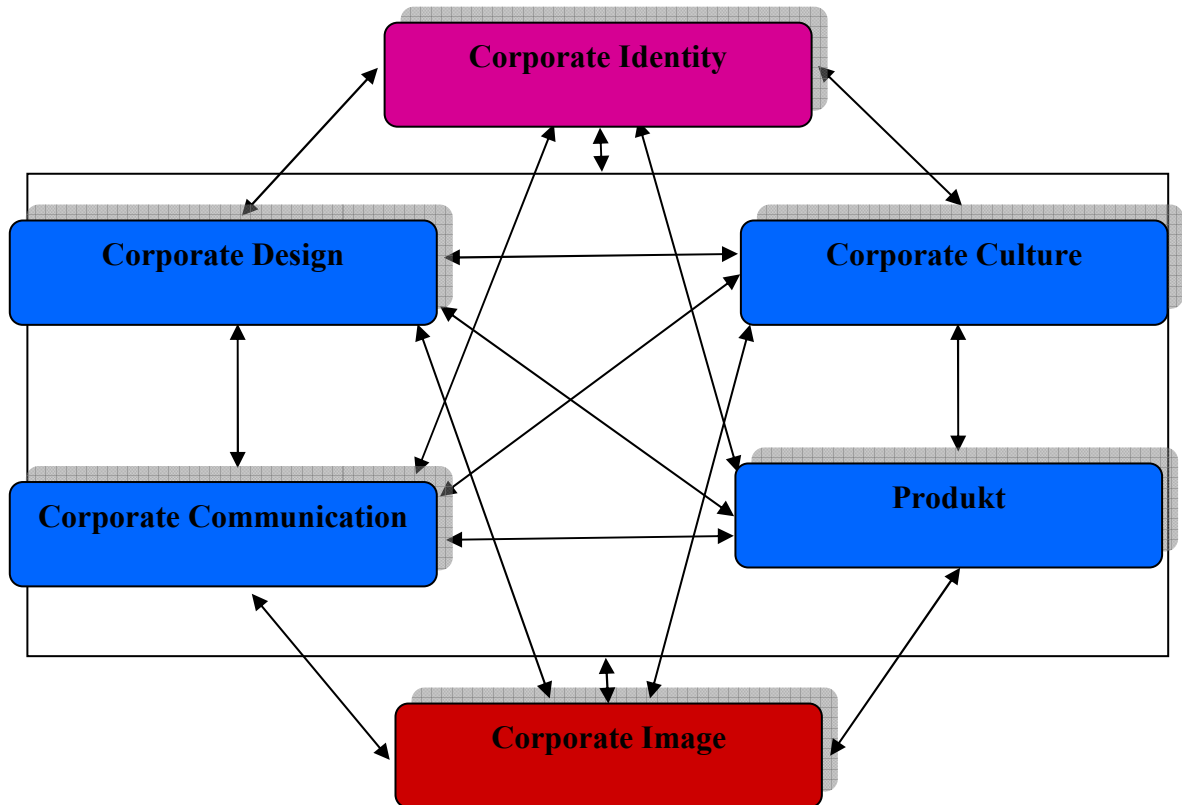 Corporate Identity
Corporate Design
Corporate Culture
Corporate Communication
Produkt
Corporate Image